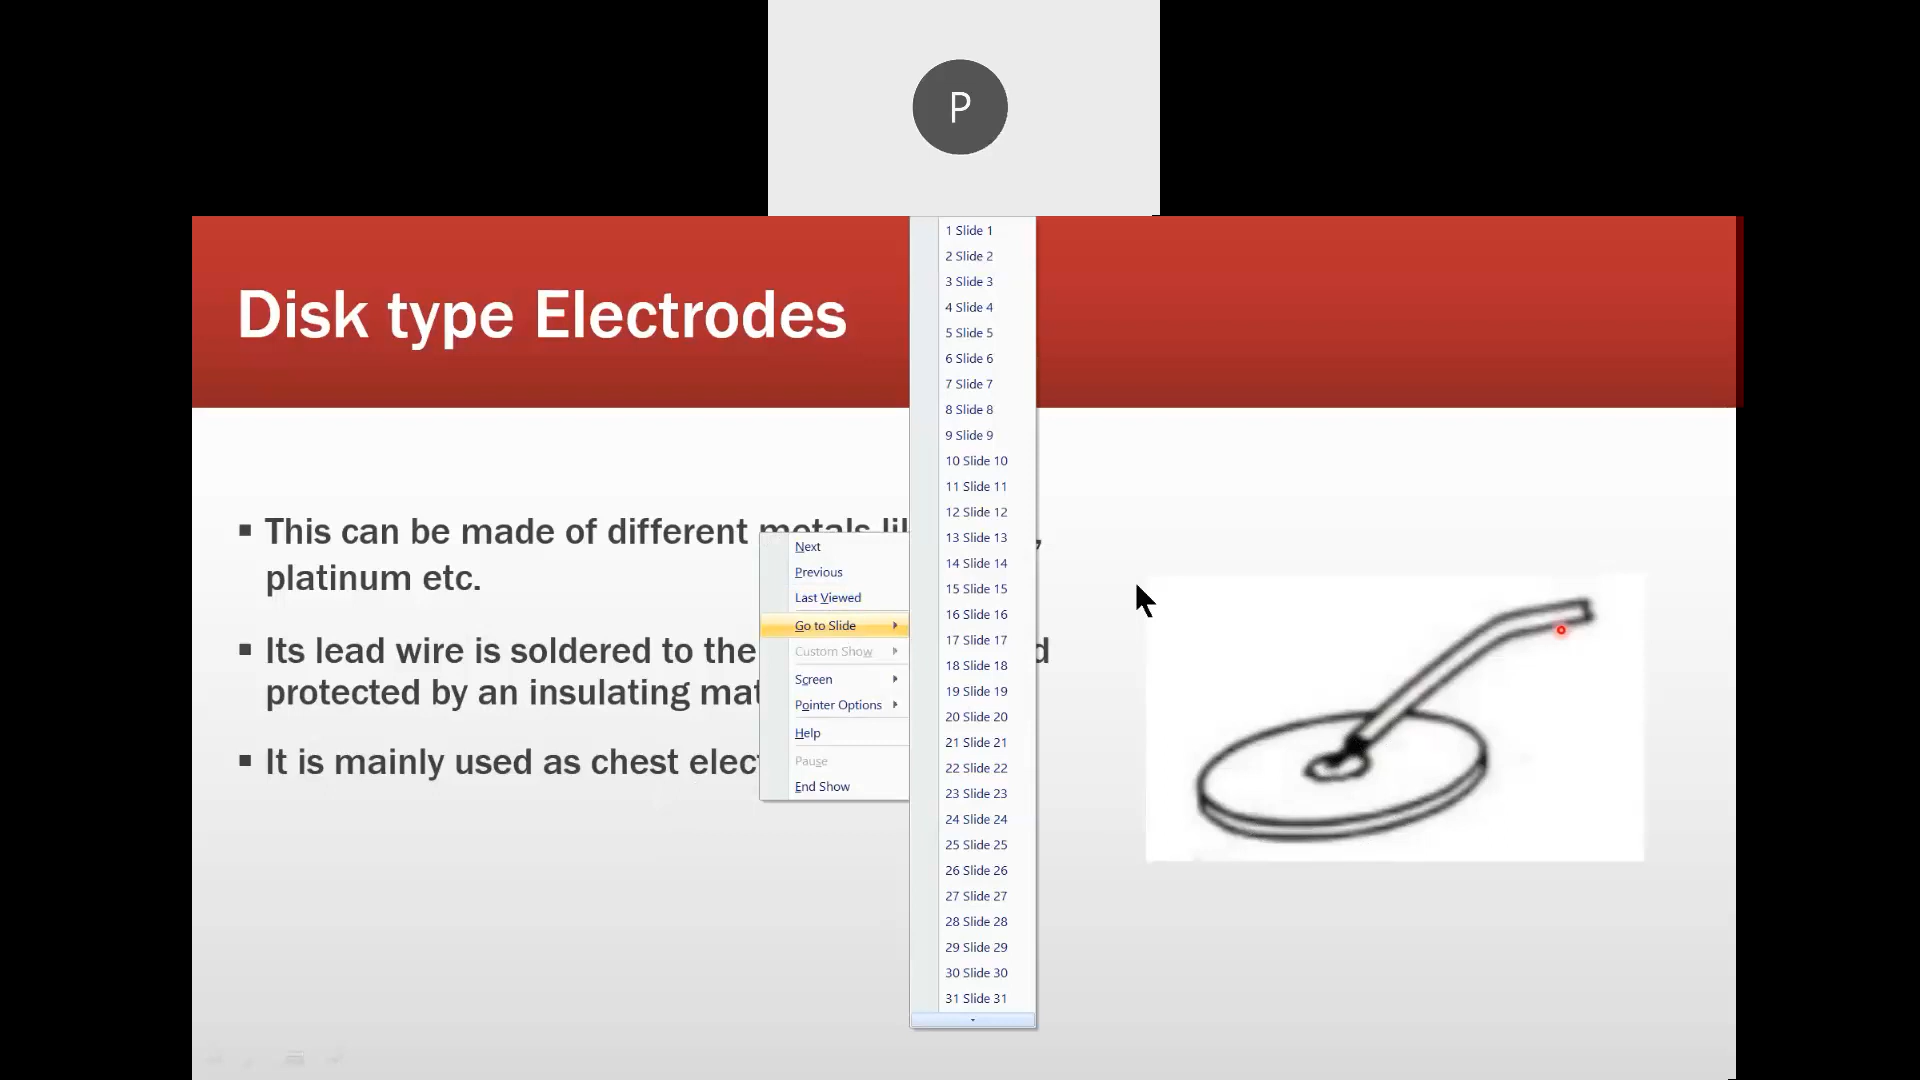 P
Disk type Electrodes
▪ This can be made of different metals
platinum etc.
▪ Its lead wire is soldered to the
protected by an insulating
▪ It is mainly used as chest
Next
Previous
Last Viewed
Go to Slide
Custom Show
Screen
Pointer Options
Help
Pause
End Show
1 Slide 1
2 Slide 2
3 Slide 3
4 Slide 4
5 Slide 5
6 Slide 6
7 Slide 7
8 Slide 8
9 Slide 9
10 Slide 10
11 Slide 11
12 Slide 12
13 Slide 13
14 Slide 14
15 Slide 15
16 Slide 16
17 Slide 17
18 Slide 18
19 Slide 19
20 Slide 20
21 Slide 21
22 Slide 22
23 Slide 23
24 Slide 24
25 Slide 25
26 Slide 26
27 Slide 27
28 Slide 28
29 Slide 29
30 Slide 30
31 Slide 31